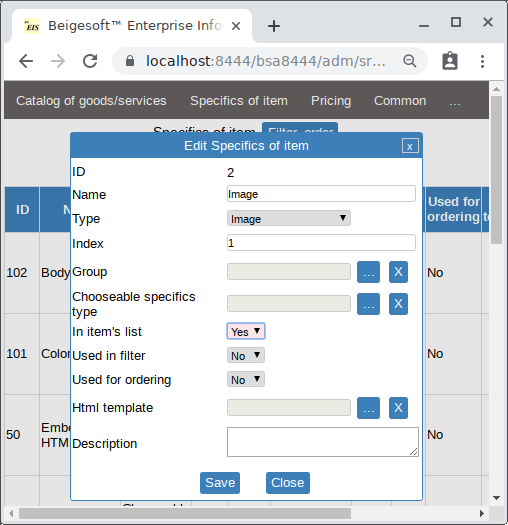 EIS
Beigesoft™ Enterprise Info
localhost:8444/bsa8444/adm/sr...
Catalog of goods/services Specifics of item Pricing Common ...
Specifics of item Filter, order
Edit Specifics of item x
ID 2
Name Image
Type Image
Index 1
Group ... X
Chooseable specifics
type ... X
In item's list Yes
Used in filter No
Used for ordering No
Html template ... X
Description
Save Close
ID N Used for
ordering
102 Body No
101 Color No
50 Embe
HTM No